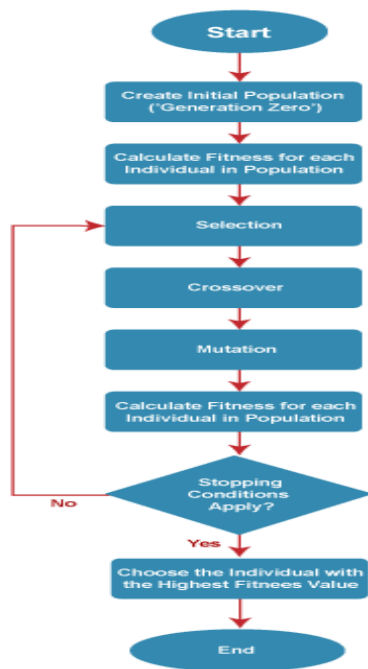 Start
Create Initial Population
("Generation Zero")
Calculate Fitness for each
Individual in Population
Selection
Crossover
Mutation
Calculate Fitness for each
Individual in Population
Stopping
Conditions
Apply?
No
Yes
Choose the Individual with
the Highest Fitnees Value
End